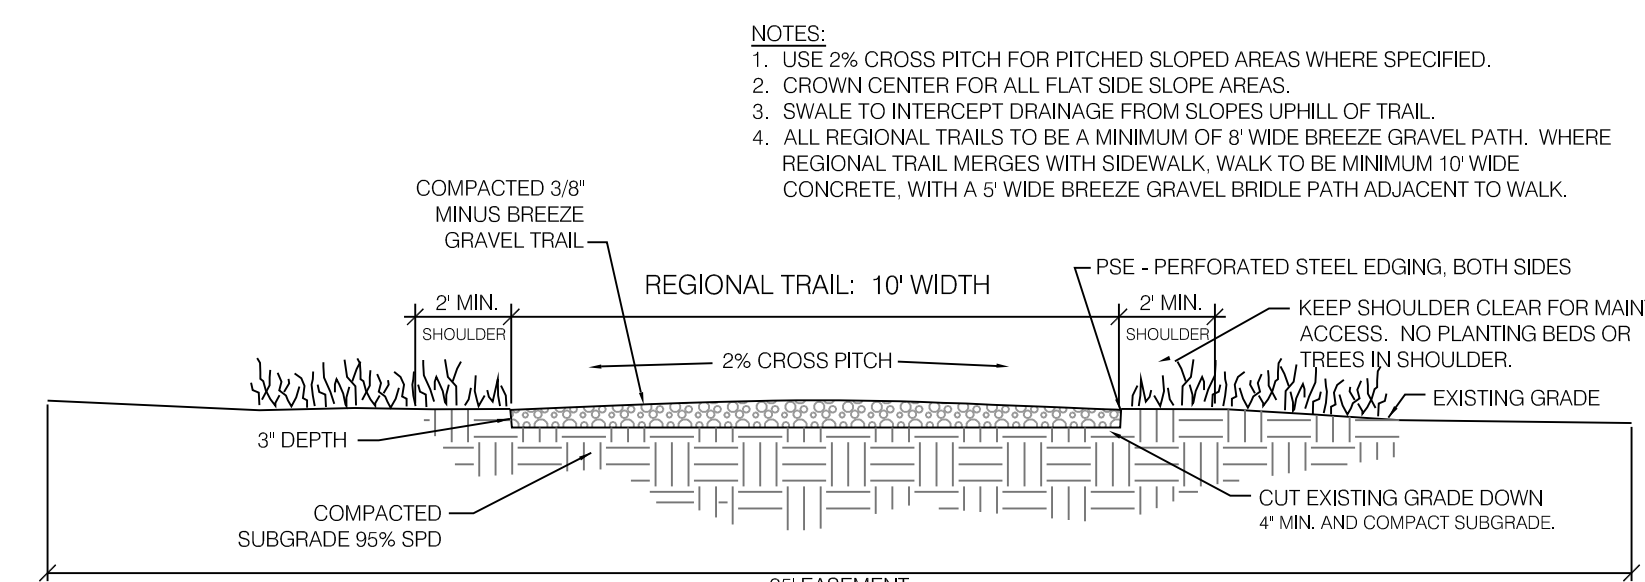 NOTES:
1. USE 2% CROSS PITCH FOR PITCHED SLOPED AREAS WHERE SPECIFIED.
2. CROWN CENTER FOR ALL FLAT SIDE SLOPE AREAS.
3. SWALE TO INTERCEPT DRAINAGE FROM SLOPES UPHILL OF TRAIL.
4. ALL REGIONAL TRAILS TO BE A MINIMUM OF 8' WIDE BREEZE GRAVEL PATH. WHERE
REGIONAL TRAIL MERGES WITH SIDEWALK, WALK TO BE MINIMUM 10' WIDE
CONCRETE, WITH A 5' WIDE BREEZE GRAVEL BRIDLE PATH ADJACENT TO WALK.
COMPACTED 3/8"
MINUS BREEZE
GRAVEL TRAIL
REGIONAL TRAIL: 10' WIDTH
PSE - PERFORATED STEEL EDGING, BOTH SIDES
2' MIN.
SHOULDER
2' MIN.
SHOULDER
KEEP SHOULDER CLEAR FOR MAIN
ACCESS. NO PLANTING BEDS OR
TREES IN SHOULDER.
2% CROSS PITCH
EXISTING GRADE
3" DEPTH
COMPACTED
SUBGRADE 95% SPD
CUT EXISTING GRADE DOWN
4" MIN. AND COMPACT SUBGRADE.
EASEMENT